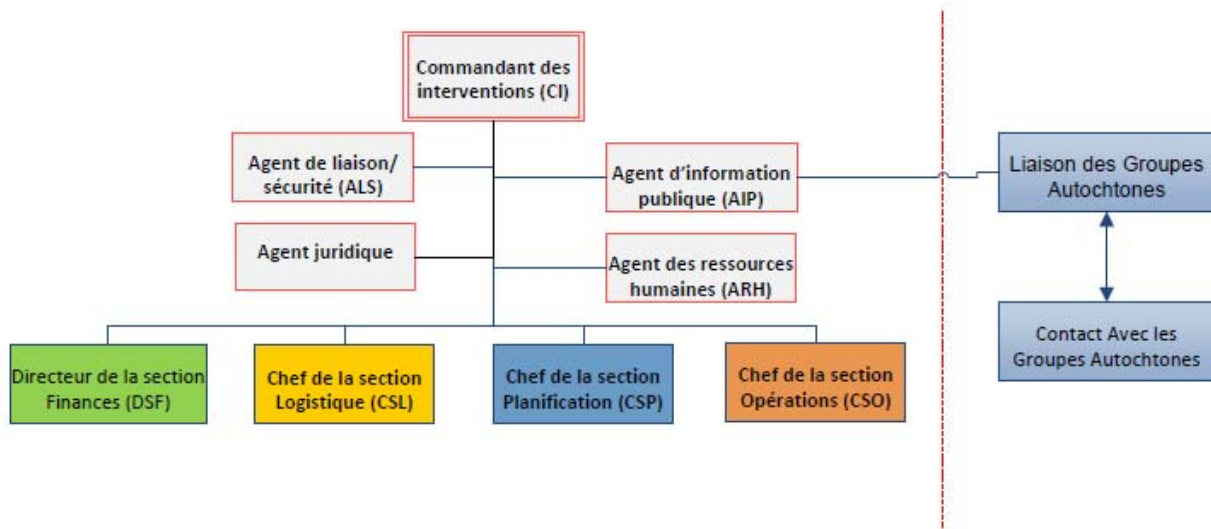 Commandant des
interventions (CI)
Agent de liaison/
sécurité (ALS)
Agent d'information
publique (AIP)
Liaison des Groupes
Autochtones
Agent juridique
Agent des ressources
humaines (ARH)
Contact Avec les
Groupes Autochtones
Directeur de la section
Finances (DSF)
Chef de la section
Logistique (CSL)
Chef de la section
Planification (CSP)
Chef de la section
Opérations (CSO)